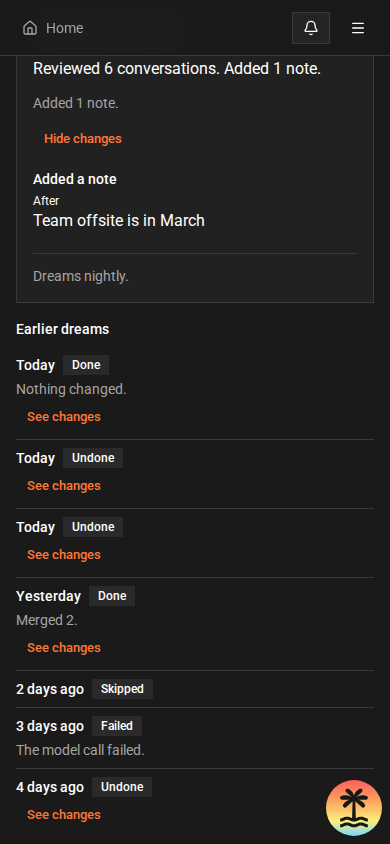 Home
Reviewed 6 conversations. Added 1 note.
Added 1 note.
Hide changes
Added a note
After
Team offsite is in March
Dreams nightly.
Earlier dreams
Today Done
Nothing changed.
See changes
Today Undone
See changes
Today Undone
See changes
Yesterday Done
Merged 2.
See changes
2 days ago Skipped
3 days ago Failed
The model call failed.
4 days ago Undone
See changes